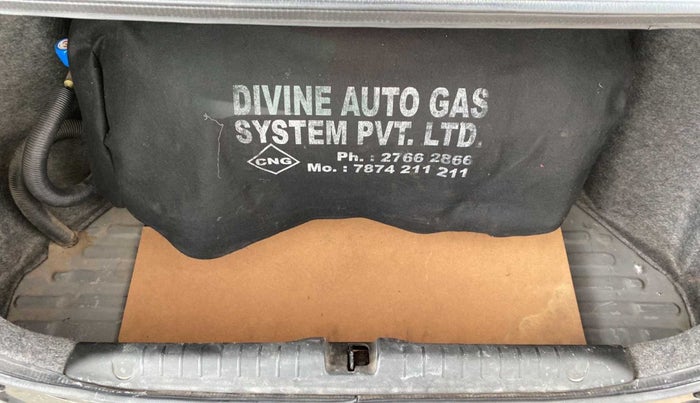 DIVINE AUTO GAS
SYSTEM PVT. LTD.
CNG
Ph. : 2766 2866
Mo. : 7874 211 211